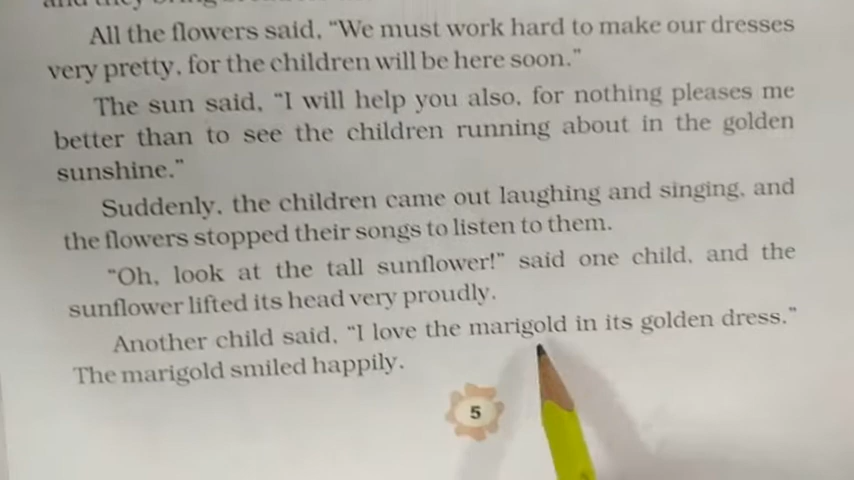 All the flowers said, “We must work hard to make our dresses
very pretty, for the children will be here soon.”
The sun said, “I will help you also, for nothing pleases me
better than to see the children running about in the golden
sunshine.”
Suddenly, the children came out laughing and singing, and
the flowers stopped their songs to listen to them.
“Oh, look at the tall sunflower!” said one child, and the
sunflower lifted its head very proudly.
Another child said, “I love the marigold in its golden dress.”
The marigold smiled happily.
5